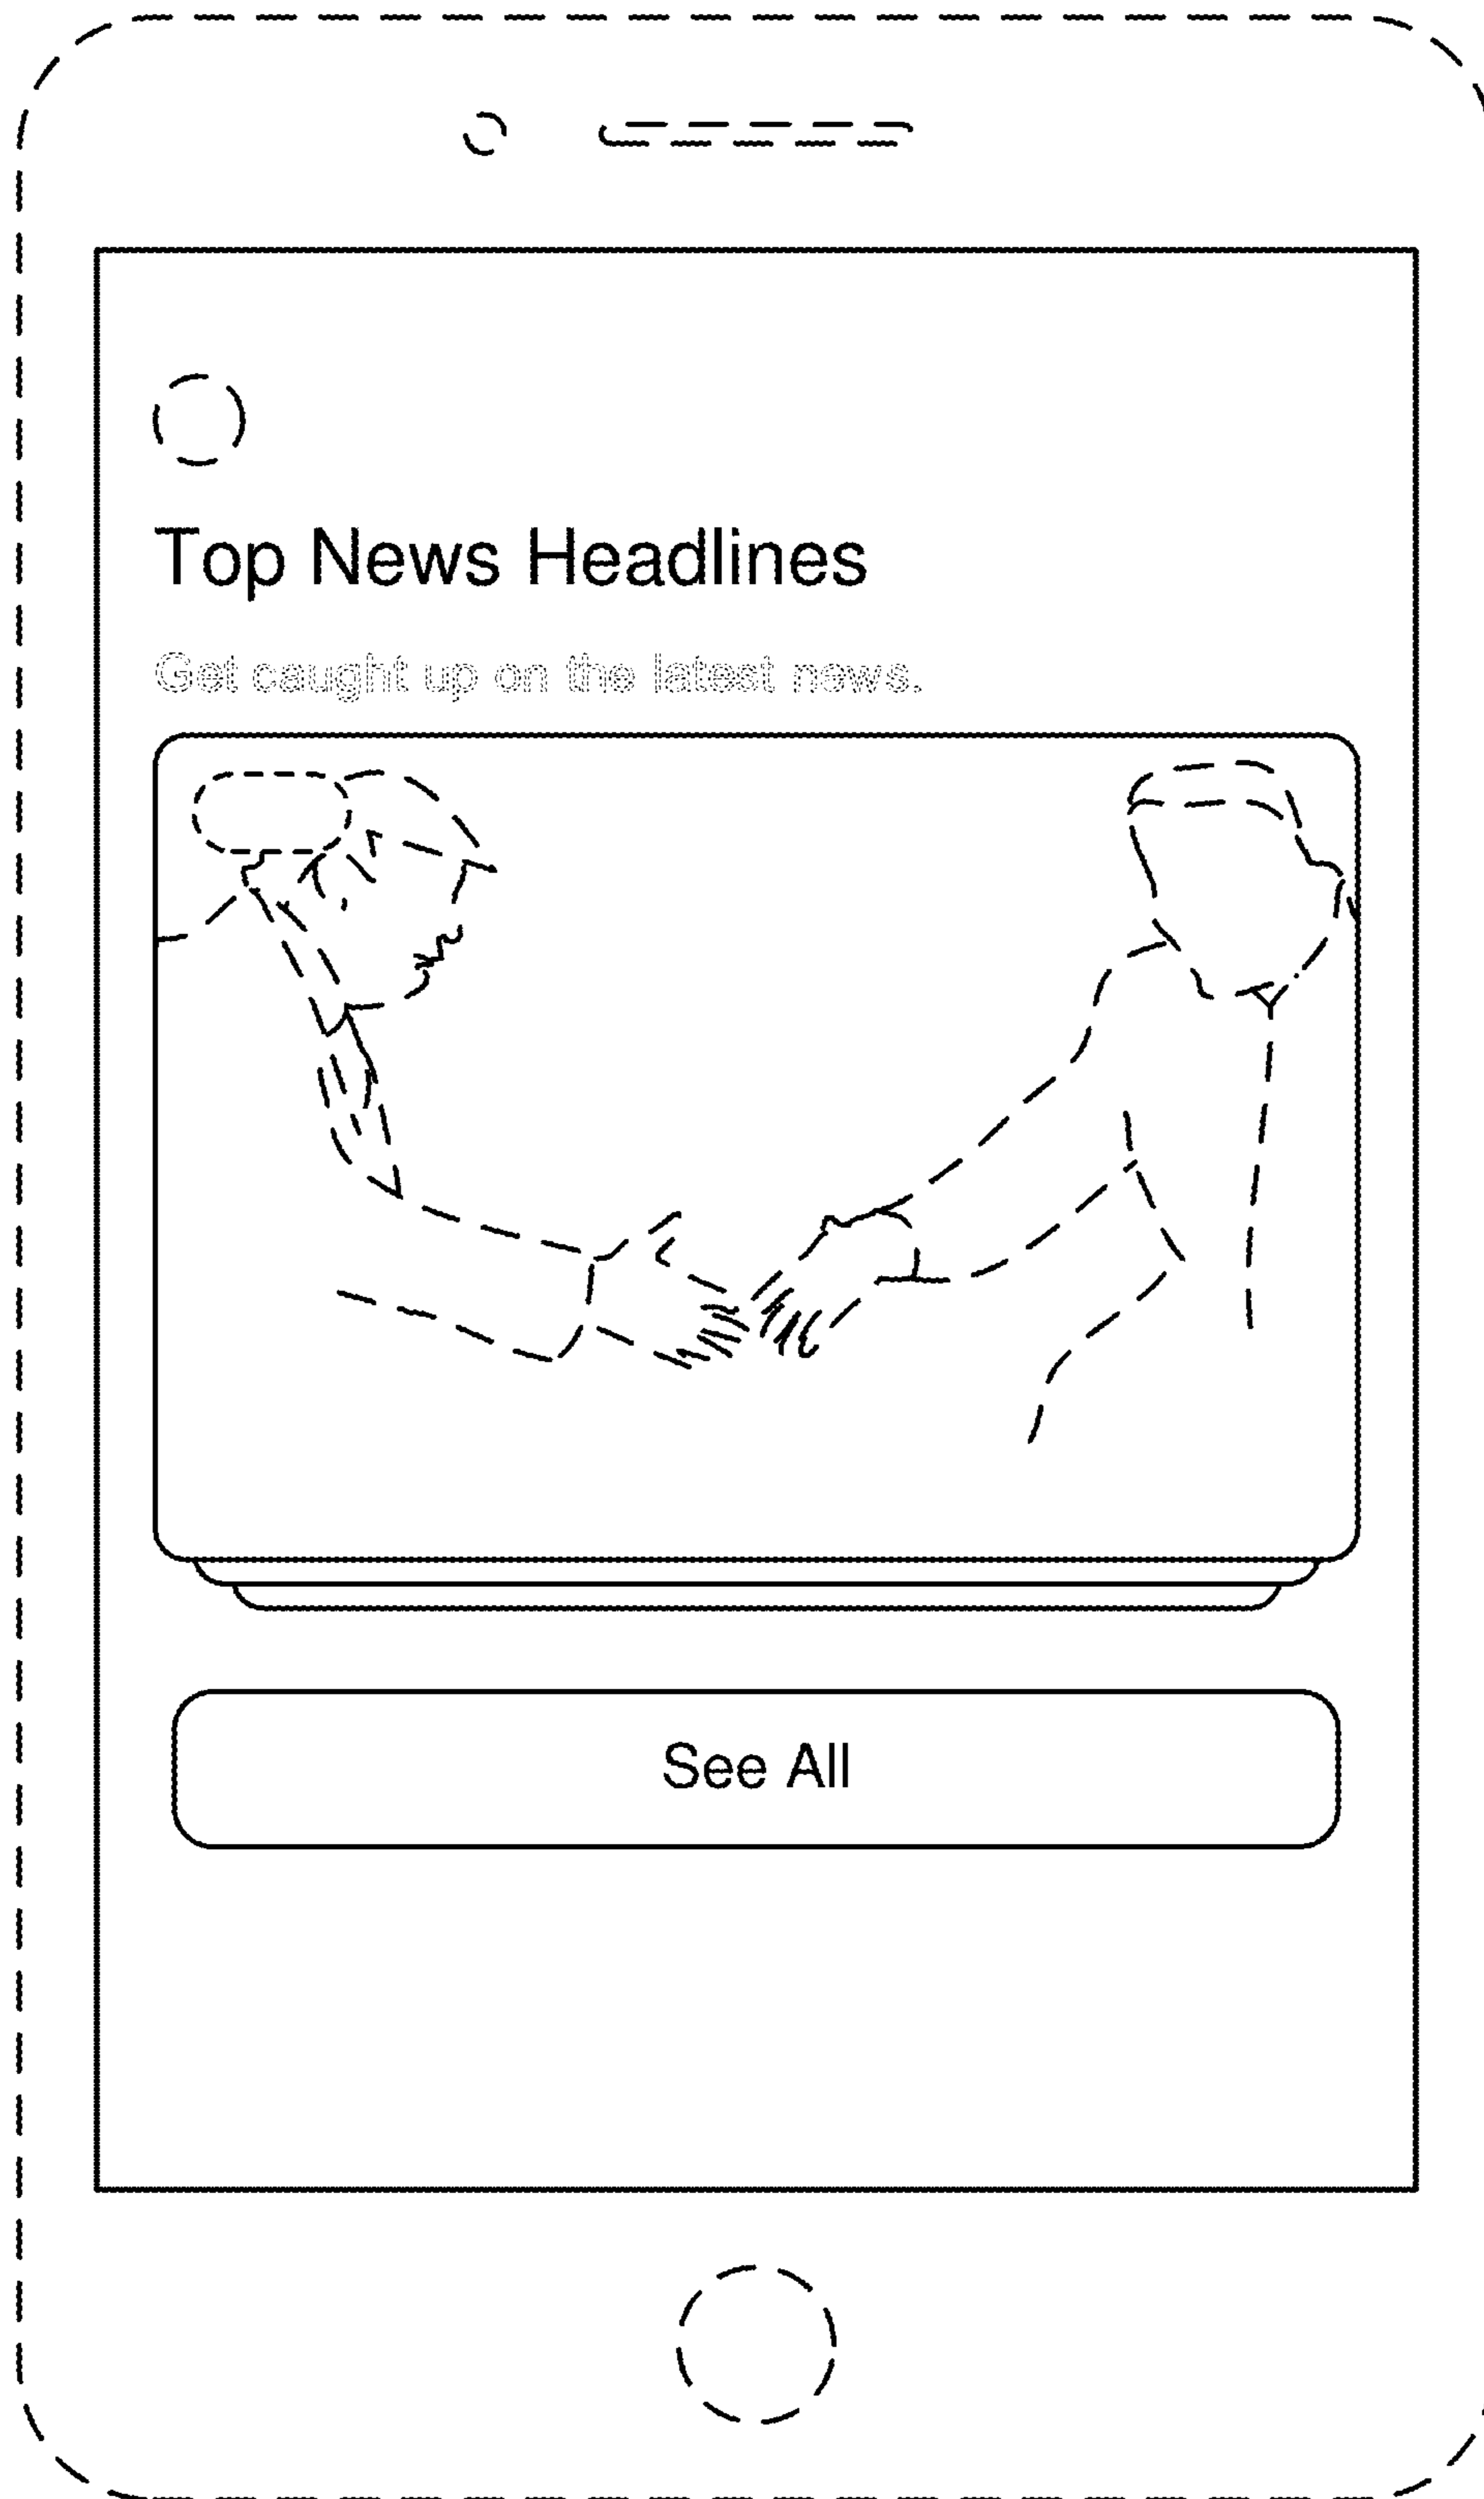 Top News Headlines
Get caught up on the latest news.
See All